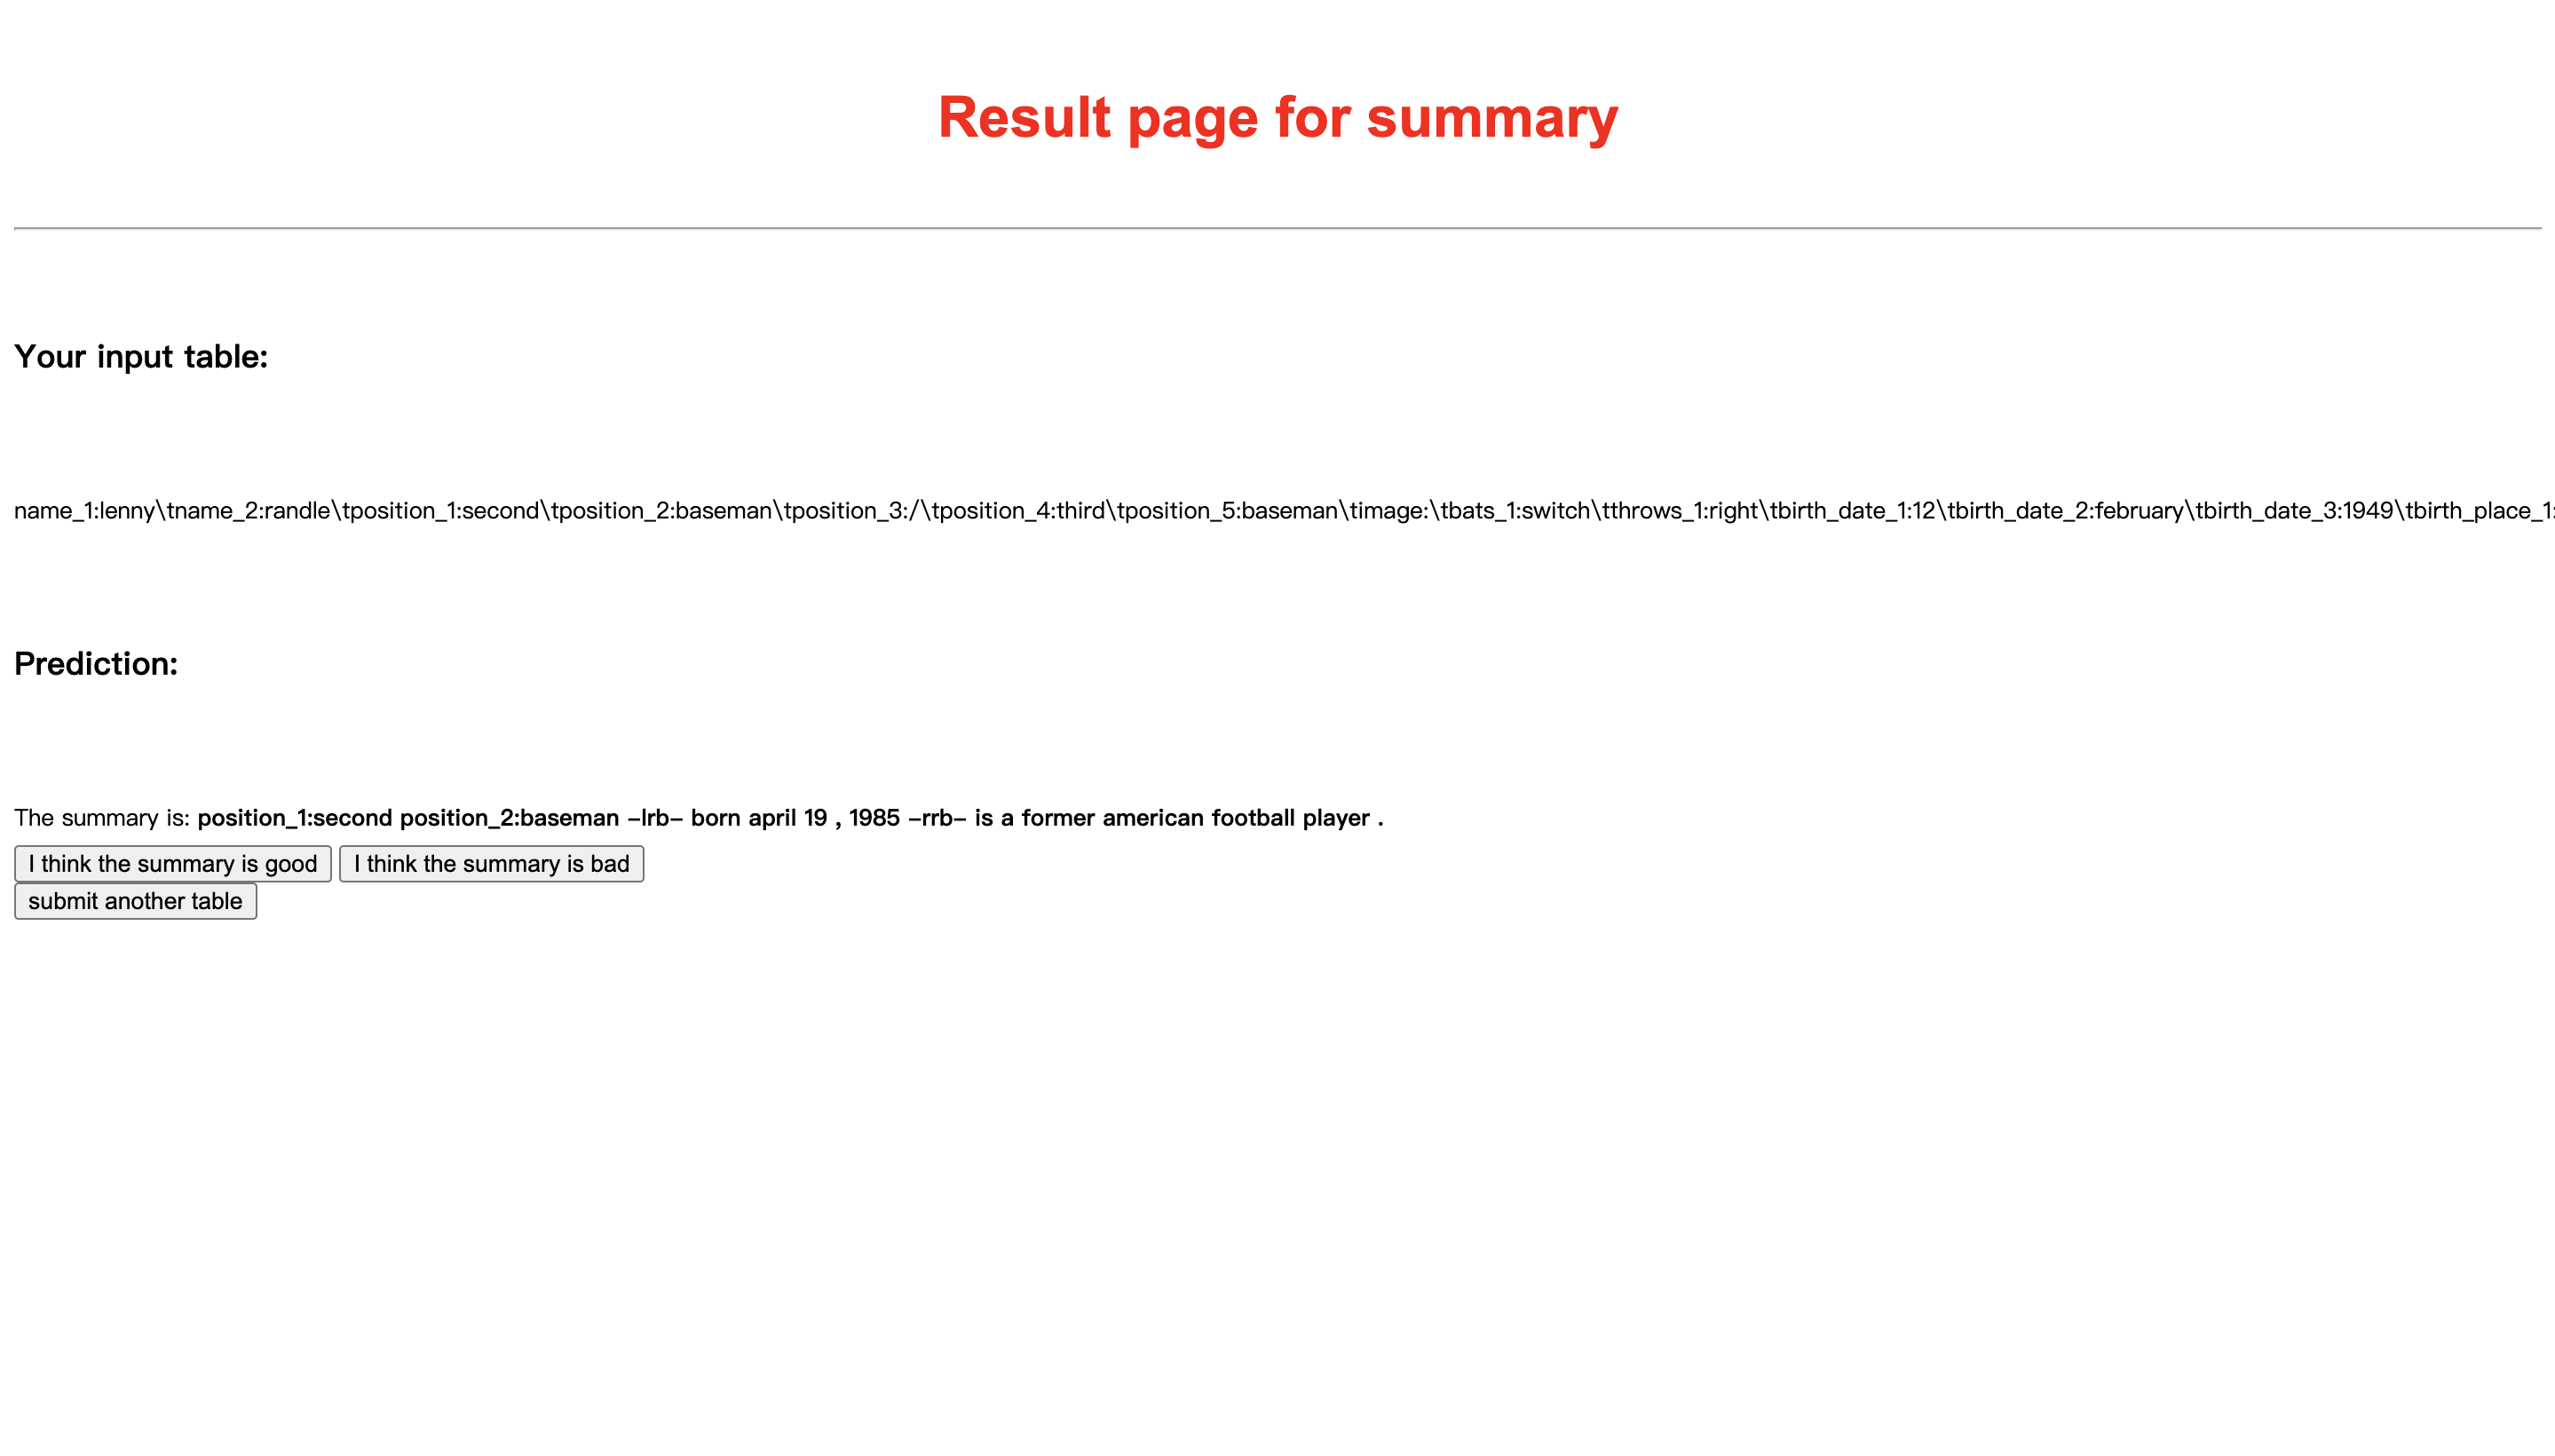 Result page for summary
Your input table:
name_1:lenny\tname_2:randle\tposition_1:second\tposition_2:baseman\tposition_3:/\tposition_4:third\tposition_5:baseman\timage:\tbats_1:switch\tthrows_1:right\tbirth_date_1:12\tbirth_date_2:february\tbirth_date_3:1949\tbirth_place_1:
Prediction:
The summary is: position_1:second position_2:baseman –lrb– born april 19 , 1985 –rrb– is a former american football player .
I think the summary is good I think the summary is bad
submit another table